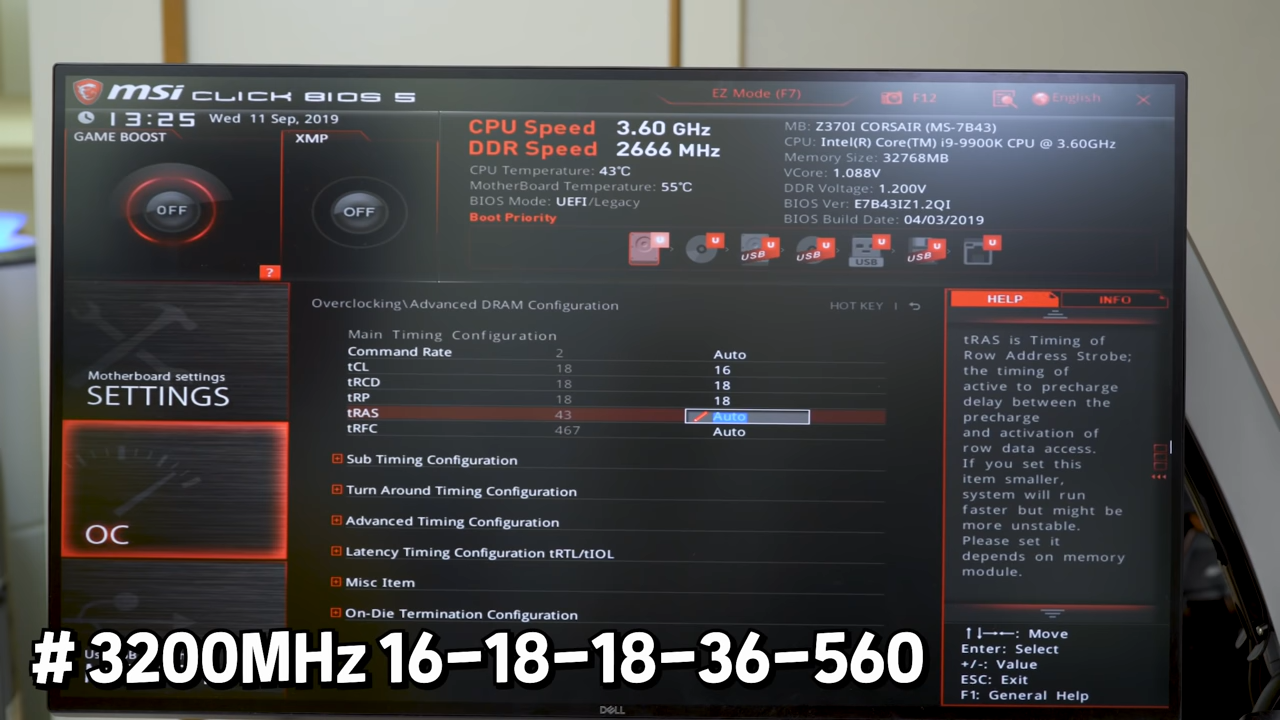 msi CLICK BIOS 5
EZ Mode (F7)
F12
English
13:25 Wed 11 Sep, 2019
GAME BOOST
OFF
XMP
OFF
CPU Speed 3.60 GHz
DDR Speed 2666 MHz
CPU Temperature: 43℃
MotherBoard Temperature: 55℃
BIOS Mode: UEFI/Legacy
Boot Priority
MB: Z370I CORSAIR (MS-7B43)
CPU: Intel(R) Core(TM) i9-9900K CPU @ 3.60GHz
Memory Size: 32768MB
VCore: 1.088V
DDR Voltage: 1.200V
BIOS Ver: E7B43IZ1.2QI
BIOS Build Date: 04/03/2019
U U U U U U U
USB USB USB USB
?
Motherboard settings
SETTINGS
OC
Overclocking\Advanced DRAM Configuration
HOT KEY |
Main Timing Configuration
Command Rate 2 Auto
tCL 18 16
tRCD 18 18
tRP 18 18
tRAS 43 Auto
tRFC 467 Auto
Sub Timing Configuration
Turn Around Timing Configuration
Advanced Timing Configuration
Latency Timing Configuration tRTL/tIOL
Misc Item
On-Die Termination Configuration
HELP
INFO
tRAS is Timing of
Row Address Strobe;
the timing of
active to precharge
delay between the
precharge
and activation of
row data access.
If you set this
item smaller,
system will run
faster but might be
more unstable.
Please set it
depends on memory
module.
↑↓→←: Move
Enter: Select
+/-: Value
ESC: Exit
F1: General Help
# 3200MHz 16-18-18-36-560
DELL